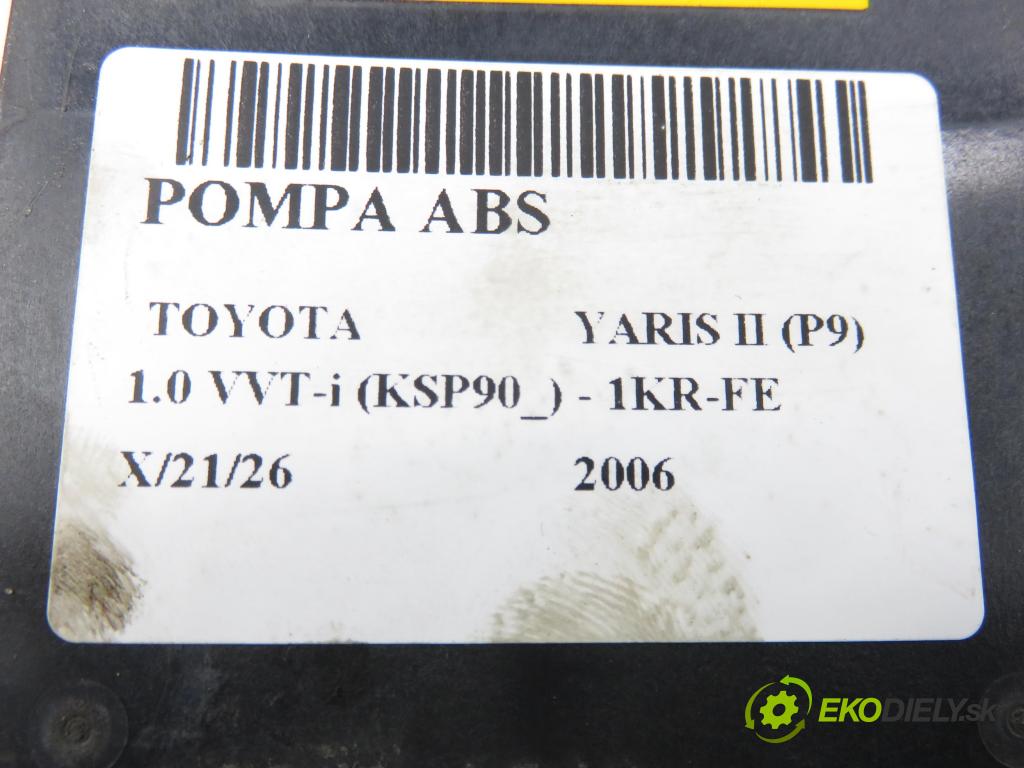 POMPA ABS
TOYOTA YARIS II (P9)
1.0 VVT-i (KSP90_) - 1KR-FE
X/21/26 2006
EKODIELY.sk